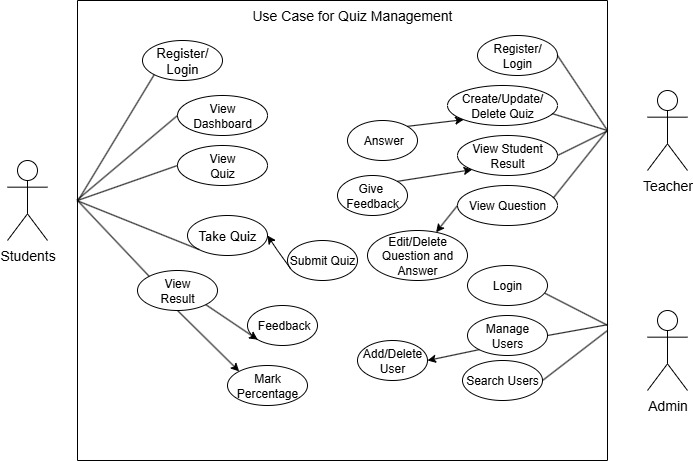 Use Case for Quiz Management
Register/
Login
View
Dashboard
View
Quiz
Take Quiz
Submit Quiz
View
Result
Feedback
Mark
Percentage
Students
Register/
Login
Create/Update/
Delete Quiz
Answer
View Student
Result
Give
Feedback
View Question
Edit/Delete
Question and
Answer
Teacher
Login
Manage
Users
Add/Delete
User
Search Users
Admin